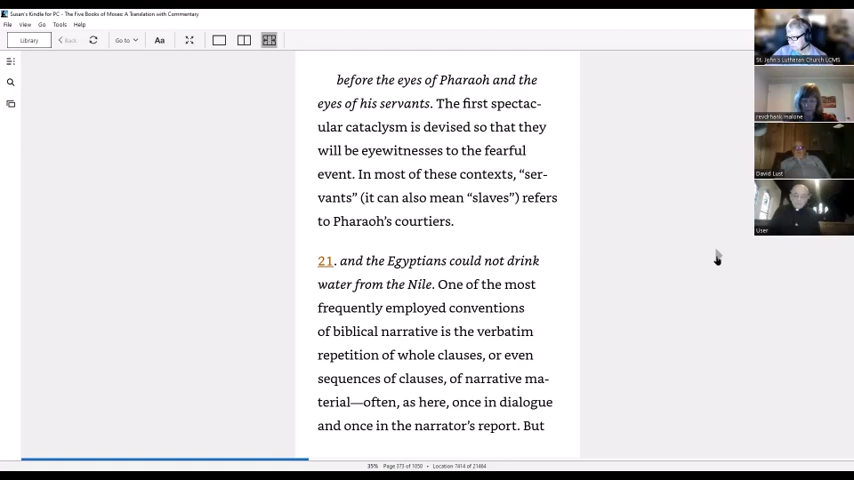 Susan's Kindle for PC - The Five Books of Moses: A Translation with Commentary
File View Go Tools Help
Library Back Go to Aa
before the eyes of Pharaoh and the
eyes of his servants. The first spectac-
ular cataclysm is devised so that they
will be eyewitnesses to the fearful
event. In most of these contexts, “ser-
vants” (it can also mean “slaves”) refers
to Pharaoh’s courtiers.
21. and the Egyptians could not drink
water from the Nile. One of the most
frequently employed conventions
of biblical narrative is the verbatim
repetition of whole clauses, or even
sequences of clauses, of narrative ma-
terial—often, as here, once in dialogue
and once in the narrator’s report. But
35% Page 373 of 1050 • Location 7414 of 21484
St. John's Lutheran Church LCMS
revdrhank malone
David Lust
User